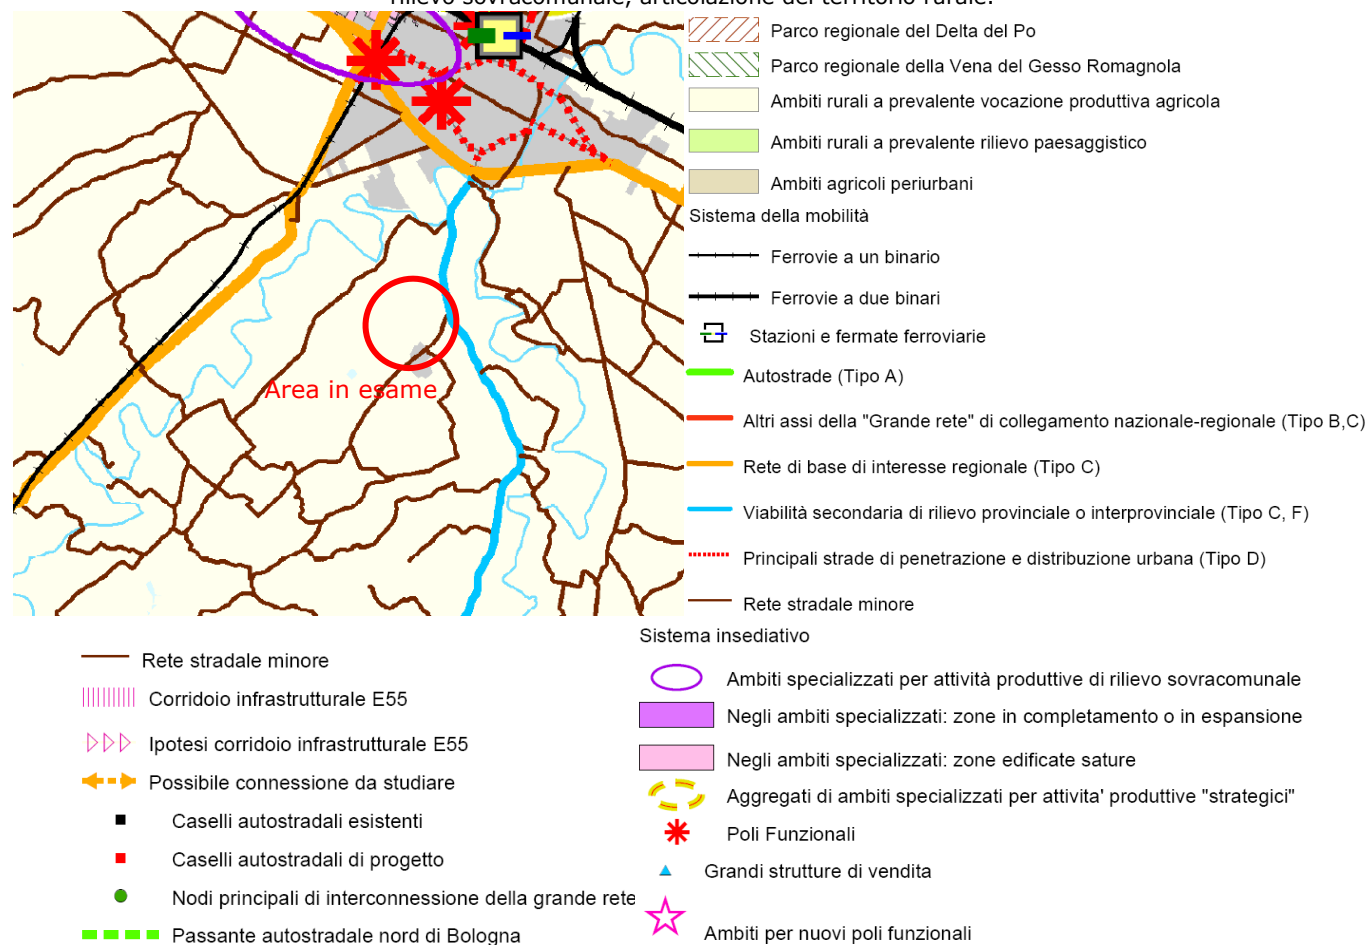 rilievo sovracomunale, articolazione del territorio rurale.
Parco regionale del Delta del Po
Parco regionale della Vena del Gesso Romagnola
Ambiti rurali a prevalente vocazione produttiva agricola
Ambiti rurali a prevalente rilievo paesaggistico
Ambiti agricoli periurbani
Sistema della mobilità
Ferrovie a un binario
Ferrovie a due binari
Stazioni e fermate ferroviarie
Autostrade (Tipo A)
Altri assi della "Grande rete" di collegamento nazionale-regionale (Tipo B,C)
Rete di base di interesse regionale (Tipo C)
Viabilità secondaria di rilievo provinciale o interprovinciale (Tipo C, F)
Principali strade di penetrazione e distribuzione urbana (Tipo D)
Rete stradale minore
Area in esame
Rete stradale minore
Corridoio infrastrutturale E55
Ipotesi corridoio infrastrutturale E55
Possibile connessione da studiare
Caselli autostradali esistenti
Caselli autostradali di progetto
Nodi principali di interconnessione della grande rete
Passante autostradale nord di Bologna
Sistema insediativo
Ambiti specializzati per attività produttive di rilievo sovracomunale
Negli ambiti specializzati: zone in completamento o in espansione
Negli ambiti specializzati: zone edificate sature
Aggregati di ambiti specializzati per attivita' produttive "strategici"
Poli Funzionali
Grandi strutture di vendita
Ambiti per nuovi poli funzionali